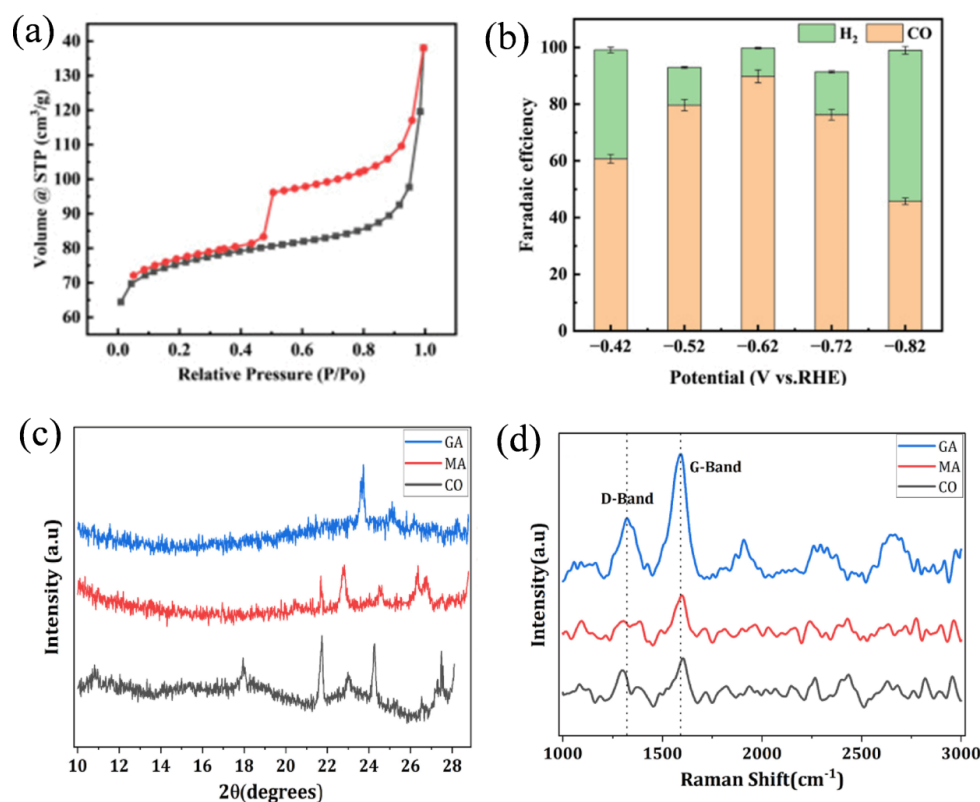 (a)
140
130
120
110
100
90
80
70
60
Volume @ STP (cm³/g)
0.0 0.2 0.4 0.6 0.8 1.0
Relative Pressure (P/Po)
(b)
H₂ CO
100
80
60
40
20
0
Faradaic effciency
−0.42 −0.52 −0.62 −0.72 −0.82
Potential (V vs.RHE)
(c)
GA
MA
CO
Intensity (a.u)
10 12 14 16 18 20 22 24 26 28
2θ(degrees)
(d)
GA
MA
CO
D-Band
G-Band
Intensity(a.u)
1000 1500 2000 2500 3000
Raman Shift(cm⁻¹)